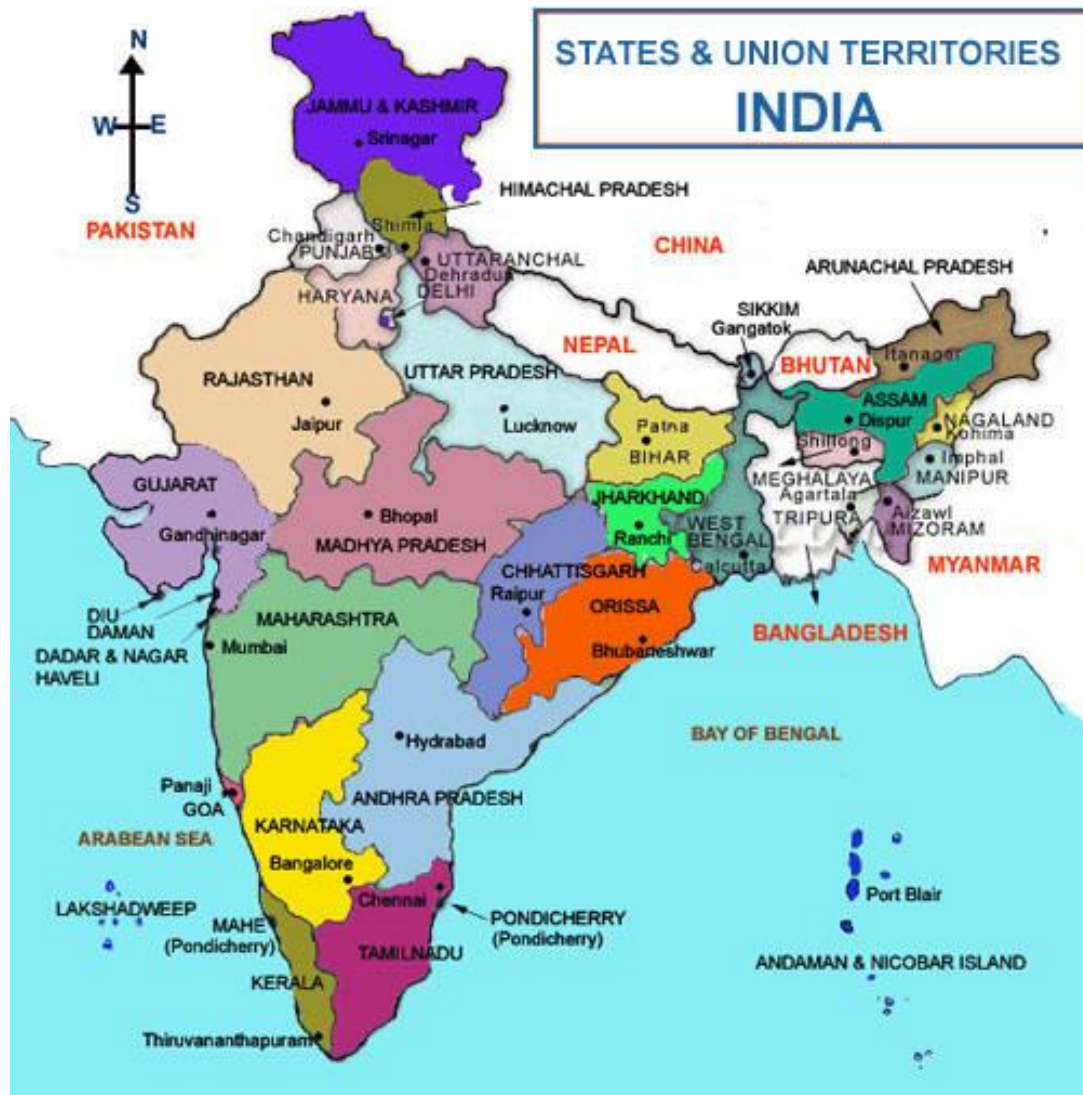 STATES & UNION TERRITORIES
INDIA
N
W E
S
JAMMU & KASHMIR
Srinagar
HIMACHAL PRADESH
PAKISTAN
Shimla
Chandigarh
PUNJAB
CHINA
UTTARANCHAL
Dehradus
DELHI
HARYANA
ARUNACHAL PRADESH
SIKKIM
Gangatok
NEPAL
BHUTAN
Itanagar
RAJASTHAN
Jaipur
UTTAR PRADESH
Lucknow
ASSAM
Dispur
NAGALAND
Kohima
Patna
BIHAR
Shillong
MEGHALAYA
Imphal
MANIPUR
GUJARAT
Gandhinagar
Bhopal
MADHYA PRADESH
JHARKHAND
Ranchi
WEST
BENGAL
Calcutta
Agartala
TRIPURA
Aizawl
MIZORAM
MYANMAR
CHHATTISGARH
Raipur
ORISSA
Bhubaneshwar
BANGLADESH
DIU
DAMAN
DADAR & NAGAR
HAVELI
MAHARASHTRA
Mumbai
BAY OF BENGAL
Hydrabad
ANDHRA PRADESH
Panaji
GOA
KARNATAKA
Bangalore
ARABEAN SEA
LAKSHADWEEP
MAHE
(Pondicherry)
Chennai
PONDICHERRY
(Pondicherry)
TAMILNADU
KERALA
Thiruvananthapuram
Port Blair
ANDAMAN & NICOBAR ISLAND